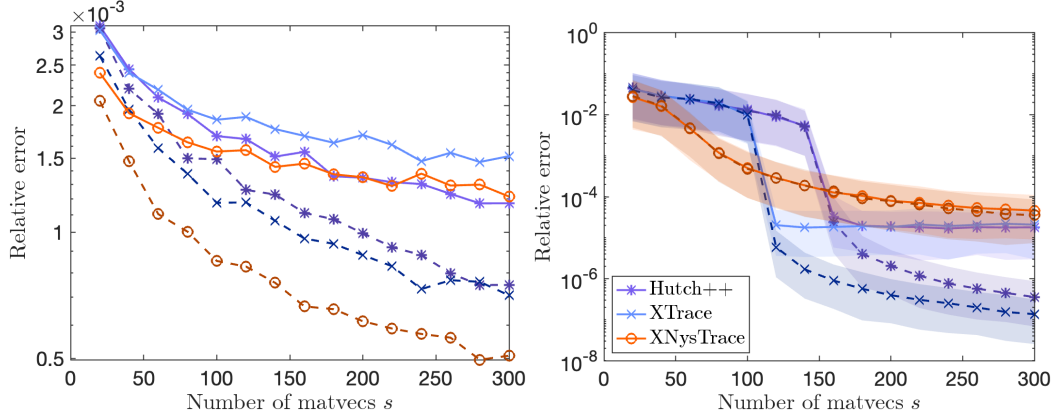 ×10⁻³
3
2.5
2
1.5
1
0.5
Relative error
0 50 100 150 200 250 300
Number of matvecs s
10⁰
10⁻²
10⁻⁴
10⁻⁶
10⁻⁸
Relative error
Hutch++
XTrace
XNysTrace
0 50 100 150 200 250 300
Number of matvecs s